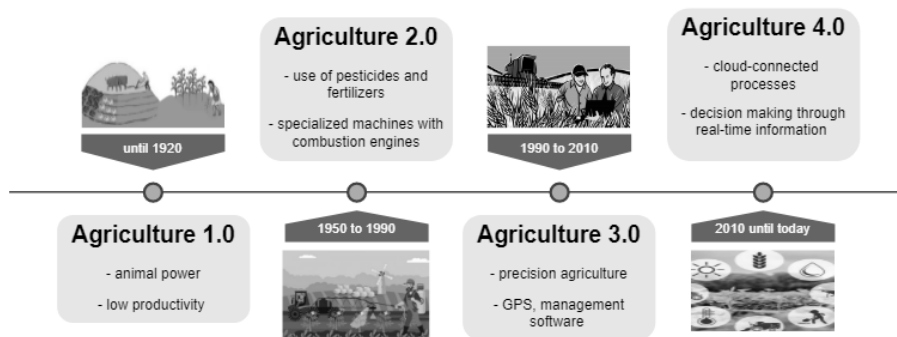 Agriculture 2.0
- use of pesticides and
fertilizers
- specialized machines with
combustion engines
Agriculture 4.0
- cloud-connected
processes
- decision making through
real-time information
until 1920
1990 to 2010
Agriculture 1.0
- animal power
- low productivity
1950 to 1990
Agriculture 3.0
- precision agriculture
- GPS, management
software
2010 until today